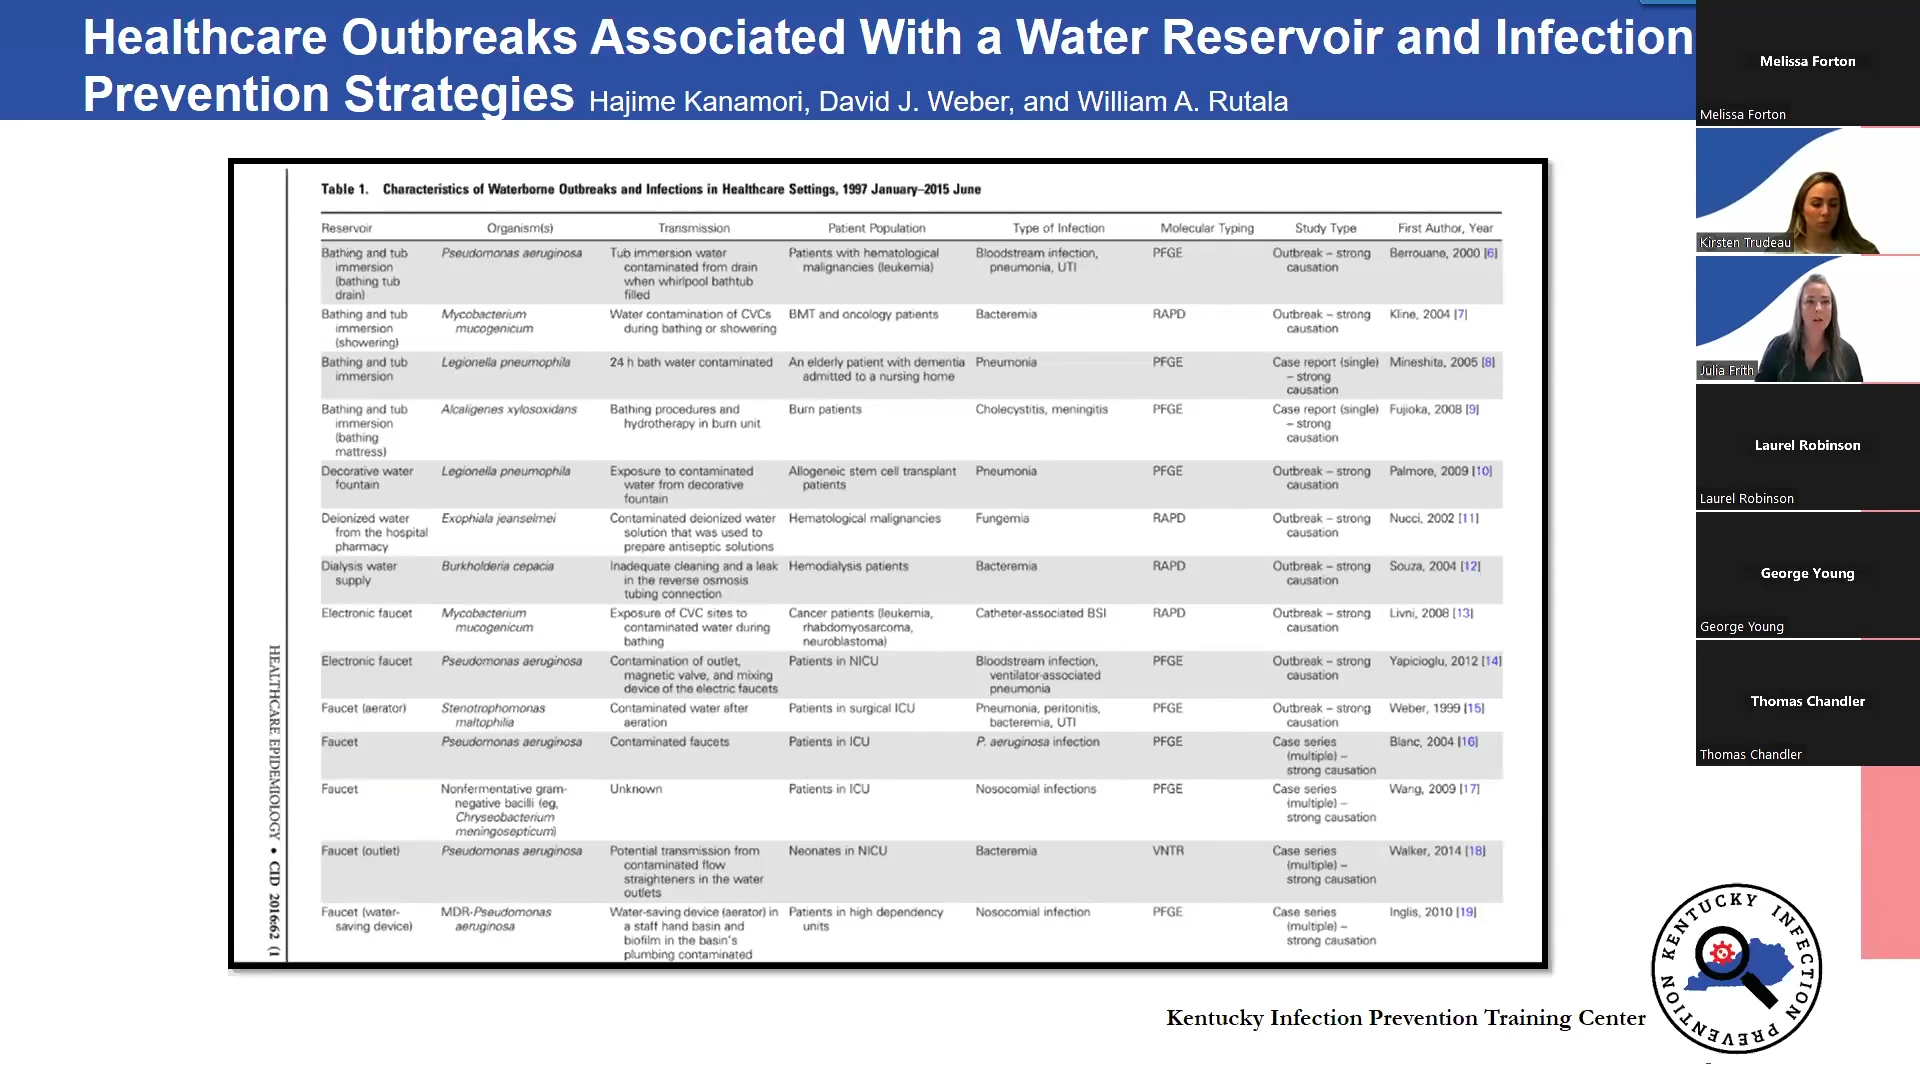 Healthcare Outbreaks Associated With a Water Reservoir and Infection
Prevention Strategies Hajime Kanamori, David J. Weber, and William A. Rutala
Table 1. Characteristics of Waterborne Outbreaks and Infections in Healthcare Settings, 1997 January–2015 June
Reservoir Organism(s) Transmission Patient Population Type of Infection Molecular Typing Study Type First Author, Year
Bathing and tub Pseudomonas aeruginosa Tub immersion water Patients with hematological Bloodstream infection, PFGE Outbreak – strong Berrouane, 2000 [6]
immersion contaminated from drain malignancies (leukemia) pneumonia, UTI causation
(bathing tub when whirlpool bathtub
drain) filled
Bathing and tub Mycobacterium Water contamination of CVCs BMT and oncology patients Bacteremia RAPD Outbreak – strong Kline, 2004 [7]
immersion mucogenicum during bathing or showering causation
(showering)
Bathing and tub Legionella pneumophila 24 h bath water contaminated An elderly patient with dementia Pneumonia PFGE Case report (single) Mineshita, 2005 [8]
immersion admitted to a nursing home – strong
causation
Bathing and tub Alcaligenes xylosoxidans Bathing procedures and Burn patients Cholecystitis, meningitis PFGE Case report (single) Fujioka, 2008 [9]
immersion hydrotherapy in burn unit – strong
(bathing causation
mattress)
Decorative water Legionella pneumophila Exposure to contaminated Allogeneic stem cell transplant Pneumonia PFGE Outbreak – strong Palmore, 2009 [10]
fountain water from decorative patients causation
fountain
Deionized water Exophiala jeanselmei Contaminated deionized water Hematological malignancies Fungemia RAPD Outbreak – strong Nucci, 2002 [11]
from the hospital solution that was used to causation
pharmacy prepare antiseptic solutions
Dialysis water Burkholderia cepacia Inadequate cleaning and a leak Hemodialysis patients Bacteremia RAPD Outbreak – strong Souza, 2004 [12]
supply in the reverse osmosis causation
tubing connection
Electronic faucet Mycobacterium Exposure of CVC sites to Cancer patients (leukemia, Catheter-associated BSI RAPD Outbreak – strong Livni, 2008 [13]
mucogenicum contaminated water during rhabdomyosarcoma, causation
bathing neuroblastoma)
Electronic faucet Pseudomonas aeruginosa Contamination of outlet, Patients in NICU Bloodstream infection, PFGE Outbreak – strong Yapicioglu, 2012 [14]
magnetic valve, and mixing ventilator-associated causation
device of the electric faucets pneumonia
Faucet (aerator) Stenotrophomonas Contaminated water after Patients in surgical ICU Pneumonia, peritonitis, PFGE Outbreak – strong Weber, 1999 [15]
maltophilia aeration bacteremia, UTI causation
Faucet Pseudomonas aeruginosa Contaminated faucets Patients in ICU P. aeruginosa infection PFGE Case series Blanc, 2004 [16]
(multiple) –
strong causation
Faucet Nonfermentative gram- Unknown Patients in ICU Nosocomial infections PFGE Case series Wang, 2009 [17]
negative bacilli (eg, (multiple) –
Chryseobacterium strong causation
meningosepticum)
Faucet (outlet) Pseudomonas aeruginosa Potential transmission from Neonates in NICU Bacteremia VNTR Case series Walker, 2014 [18]
contaminated flow (multiple) –
straighteners in the water strong causation
outlets
Faucet (water- MDR-Pseudomonas Water-saving device (aerator) in Patients in high dependency Nosocomial infection PFGE Case series Inglis, 2010 [19]
saving device) aeruginosa a staff hand basin and units (multiple) –
biofilm in the basin's strong causation
plumbing contaminated
HEALTHCARE EPIDEMIOLOGY • CID 2016:62 (1
Kentucky Infection Prevention Training Center
KENTUCKY INFECTION PREVENTION
Melissa Forton
Melissa Forton
Kirsten Trudeau
Julia Frith
Laurel Robinson
Laurel Robinson
George Young
George Young
Thomas Chandler
Thomas Chandler